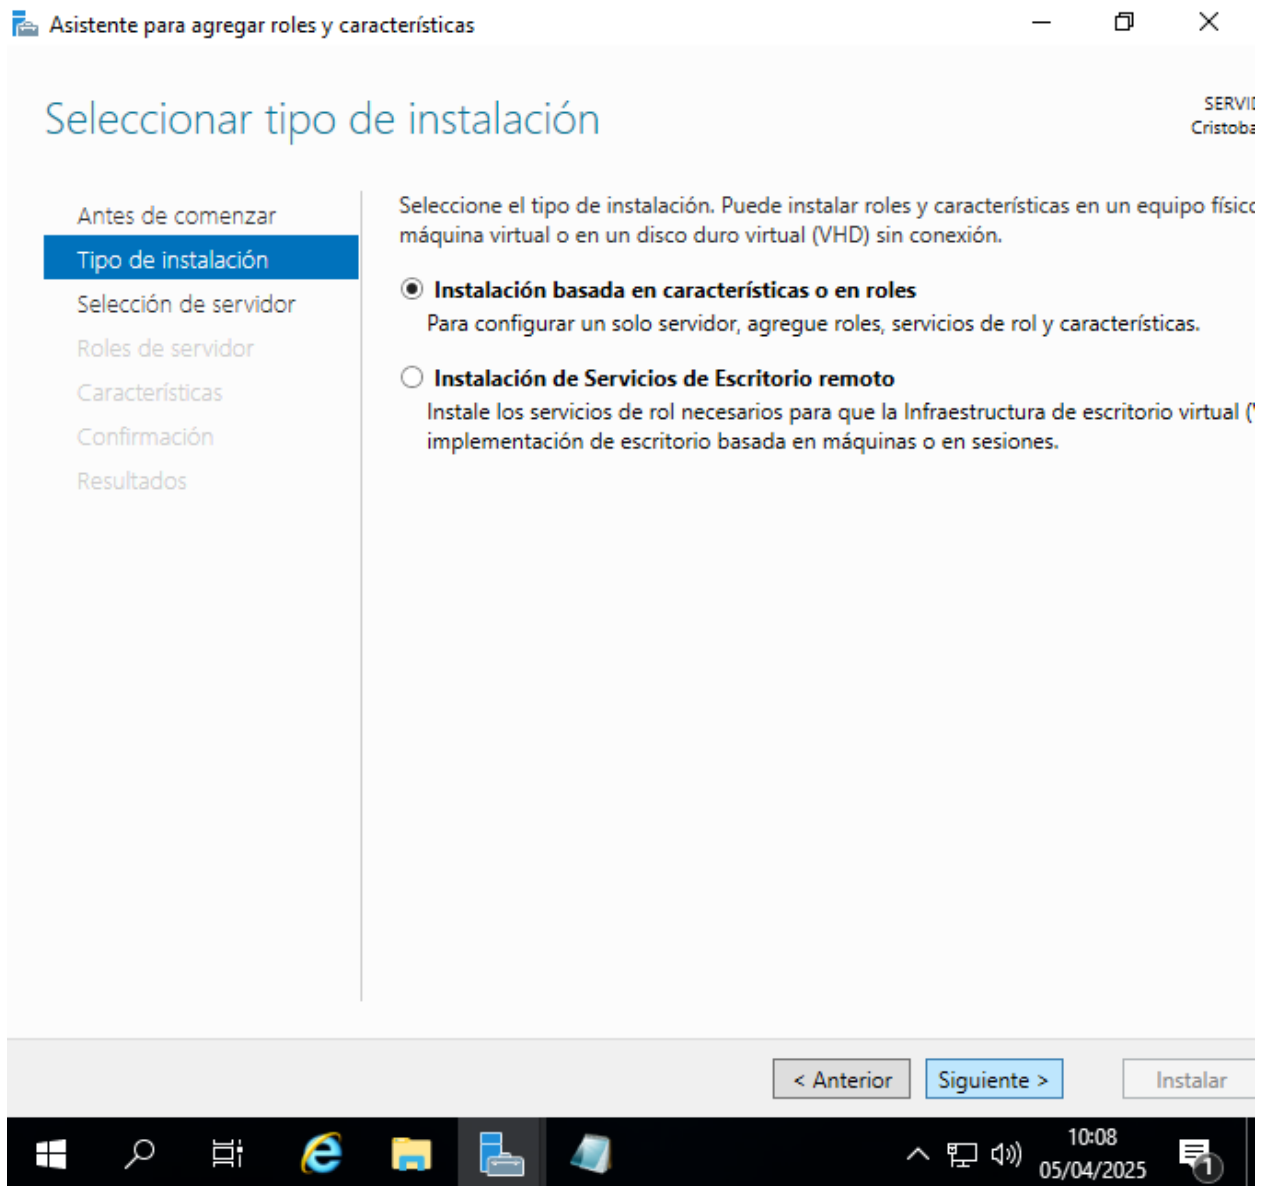 Asistente para agregar roles y características
Seleccionar tipo de instalación
SERVID
Cristoba
Antes de comenzar
Tipo de instalación
Selección de servidor
Roles de servidor
Características
Confirmación
Resultados
Seleccione el tipo de instalación. Puede instalar roles y características en un equipo físico
máquina virtual o en un disco duro virtual (VHD) sin conexión.
Instalación basada en características o en roles
Para configurar un solo servidor, agregue roles, servicios de rol y características.
Instalación de Servicios de Escritorio remoto
Instale los servicios de rol necesarios para que la Infraestructura de escritorio virtual (
implementación de escritorio basada en máquinas o en sesiones.
< Anterior
Siguiente >
Instalar
10:08
05/04/2025
1